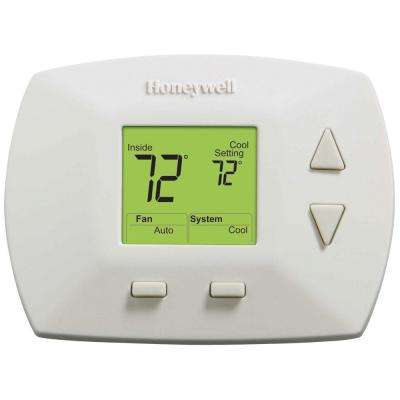 Honeywell
Inside
Cool
Setting
72°
72°
Fan
System
Auto
Cool